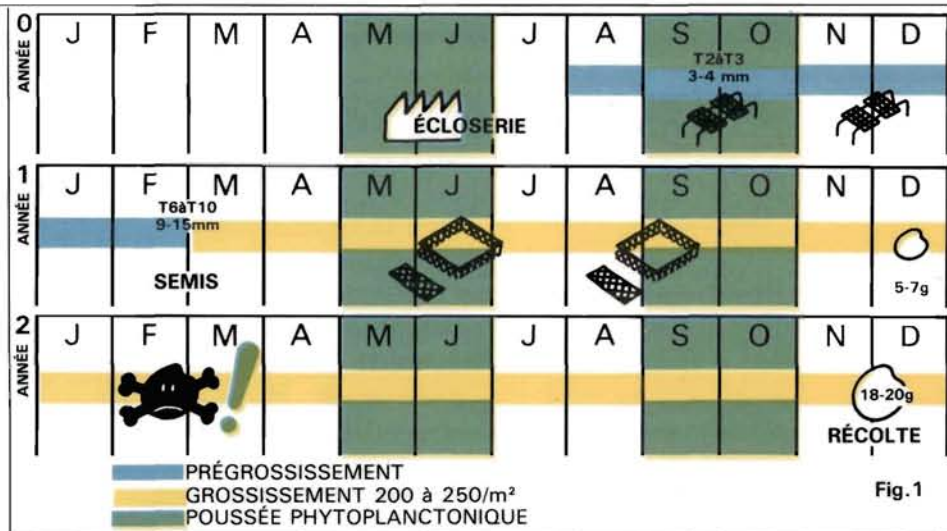 ANNÉE 0
J F M A M J J A S O N D
T2àT3
3-4 mm
ÉCLOSERIE
ANNÉE 1
J F M A M J J A S O N D
T6àT10
9-15mm
SEMIS
5-7g
ANNÉE 2
J F M A M J J A S O N D
!
18-20g
RÉCOLTE
PRÉGROSSISSEMENT
GROSSISSEMENT 200 à 250/m²
POUSSÉE PHYTOPLANCTONIQUE
Fig.1